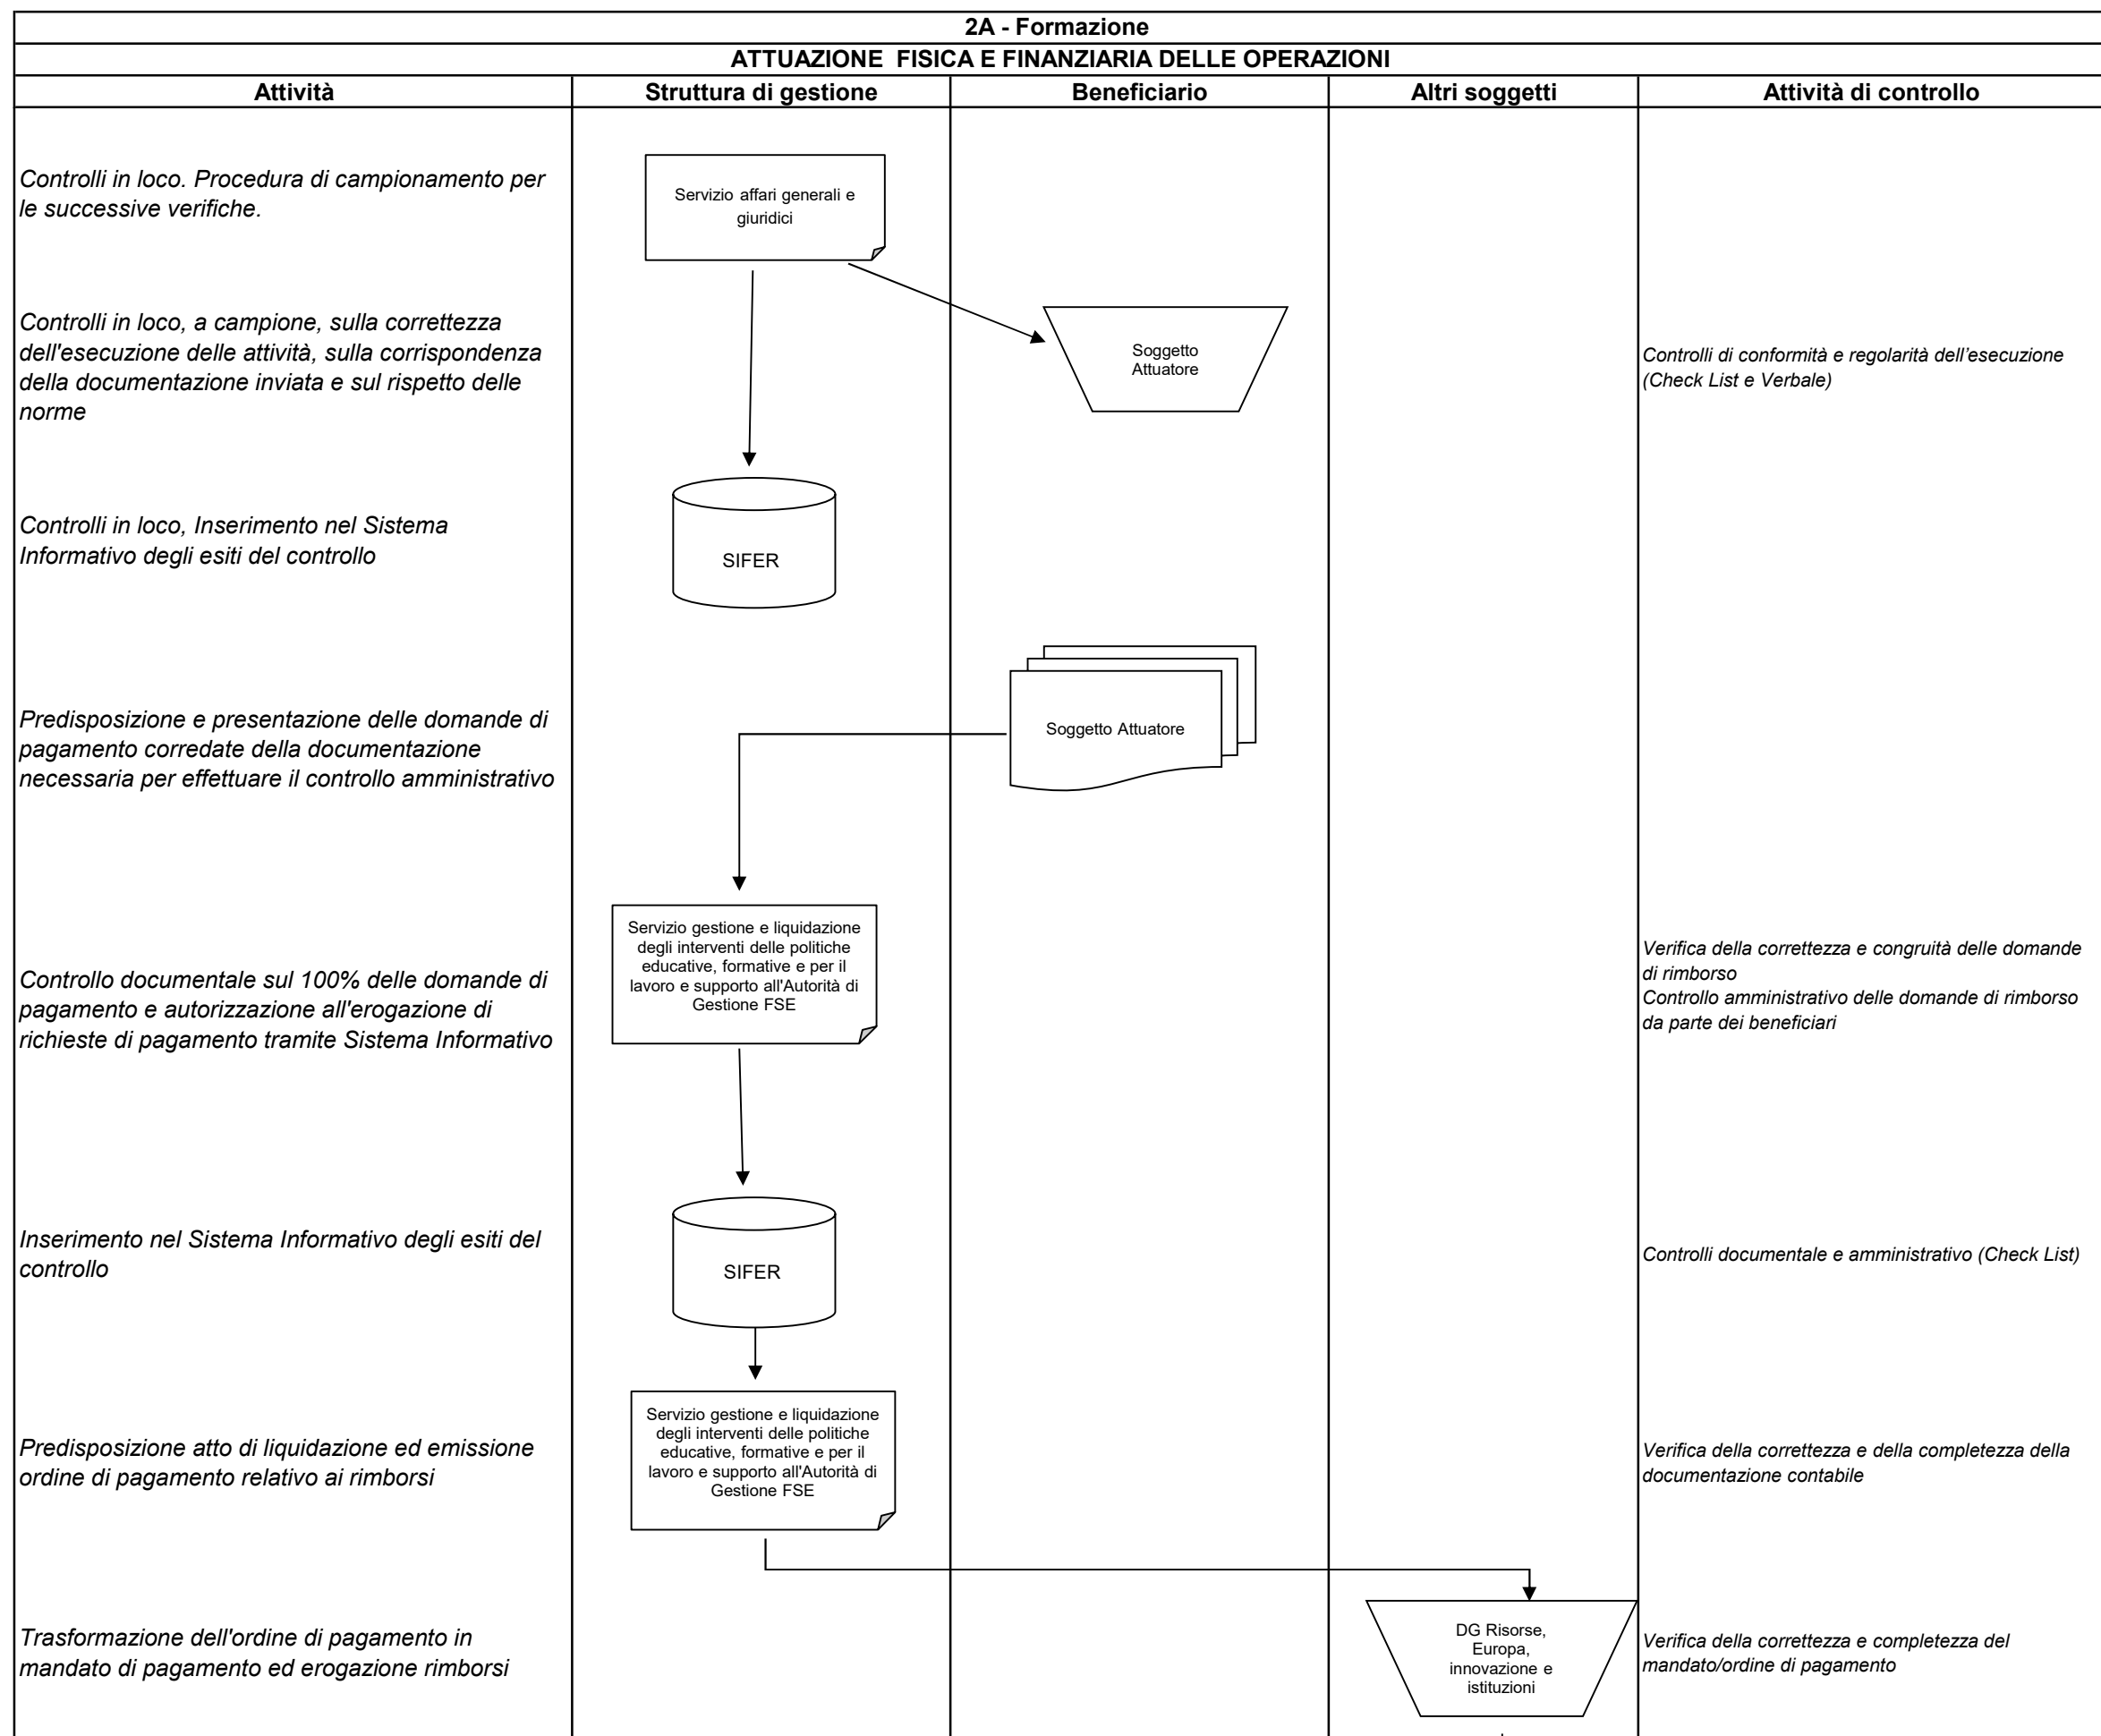 2A - Formazione
ATTUAZIONE FISICA E FINANZIARIA DELLE OPERAZIONI
Attività
Struttura di gestione
Beneficiario
Altri soggetti
Attività di controllo
Controlli in loco. Procedura di campionamento per
le successive verifiche.
Servizio affari generali e
giuridici
Controlli in loco, a campione, sulla correttezza
dell'esecuzione delle attività, sulla corrispondenza
della documentazione inviata e sul rispetto delle
norme
Soggetto
Attuatore
Controlli di conformità e regolarità dell’esecuzione
(Check List e Verbale)
Controlli in loco, Inserimento nel Sistema
Informativo degli esiti del controllo
SIFER
Predisposizione e presentazione delle domande di
pagamento corredate della documentazione
necessaria per effettuare il controllo amministrativo
Soggetto Attuatore
Controllo documentale sul 100% delle domande di
pagamento e autorizzazione all'erogazione di
richieste di pagamento tramite Sistema Informativo
Servizio gestione e liquidazione
degli interventi delle politiche
educative, formative e per il
lavoro e supporto all'Autorità di
Gestione FSE
Verifica della correttezza e congruità delle domande
di rimborso
Controllo amministrativo delle domande di rimborso
da parte dei beneficiari
Inserimento nel Sistema Informativo degli esiti del
controllo
SIFER
Controlli documentale e amministrativo (Check List)
Predisposizione atto di liquidazione ed emissione
ordine di pagamento relativo ai rimborsi
Servizio gestione e liquidazione
degli interventi delle politiche
educative, formative e per il
lavoro e supporto all'Autorità di
Gestione FSE
Verifica della correttezza e della completezza della
documentazione contabile
Trasformazione dell'ordine di pagamento in
mandato di pagamento ed erogazione rimborsi
DG Risorse,
Europa,
innovazione e
istituzioni
Verifica della correttezza e completezza del
mandato/ordine di pagamento